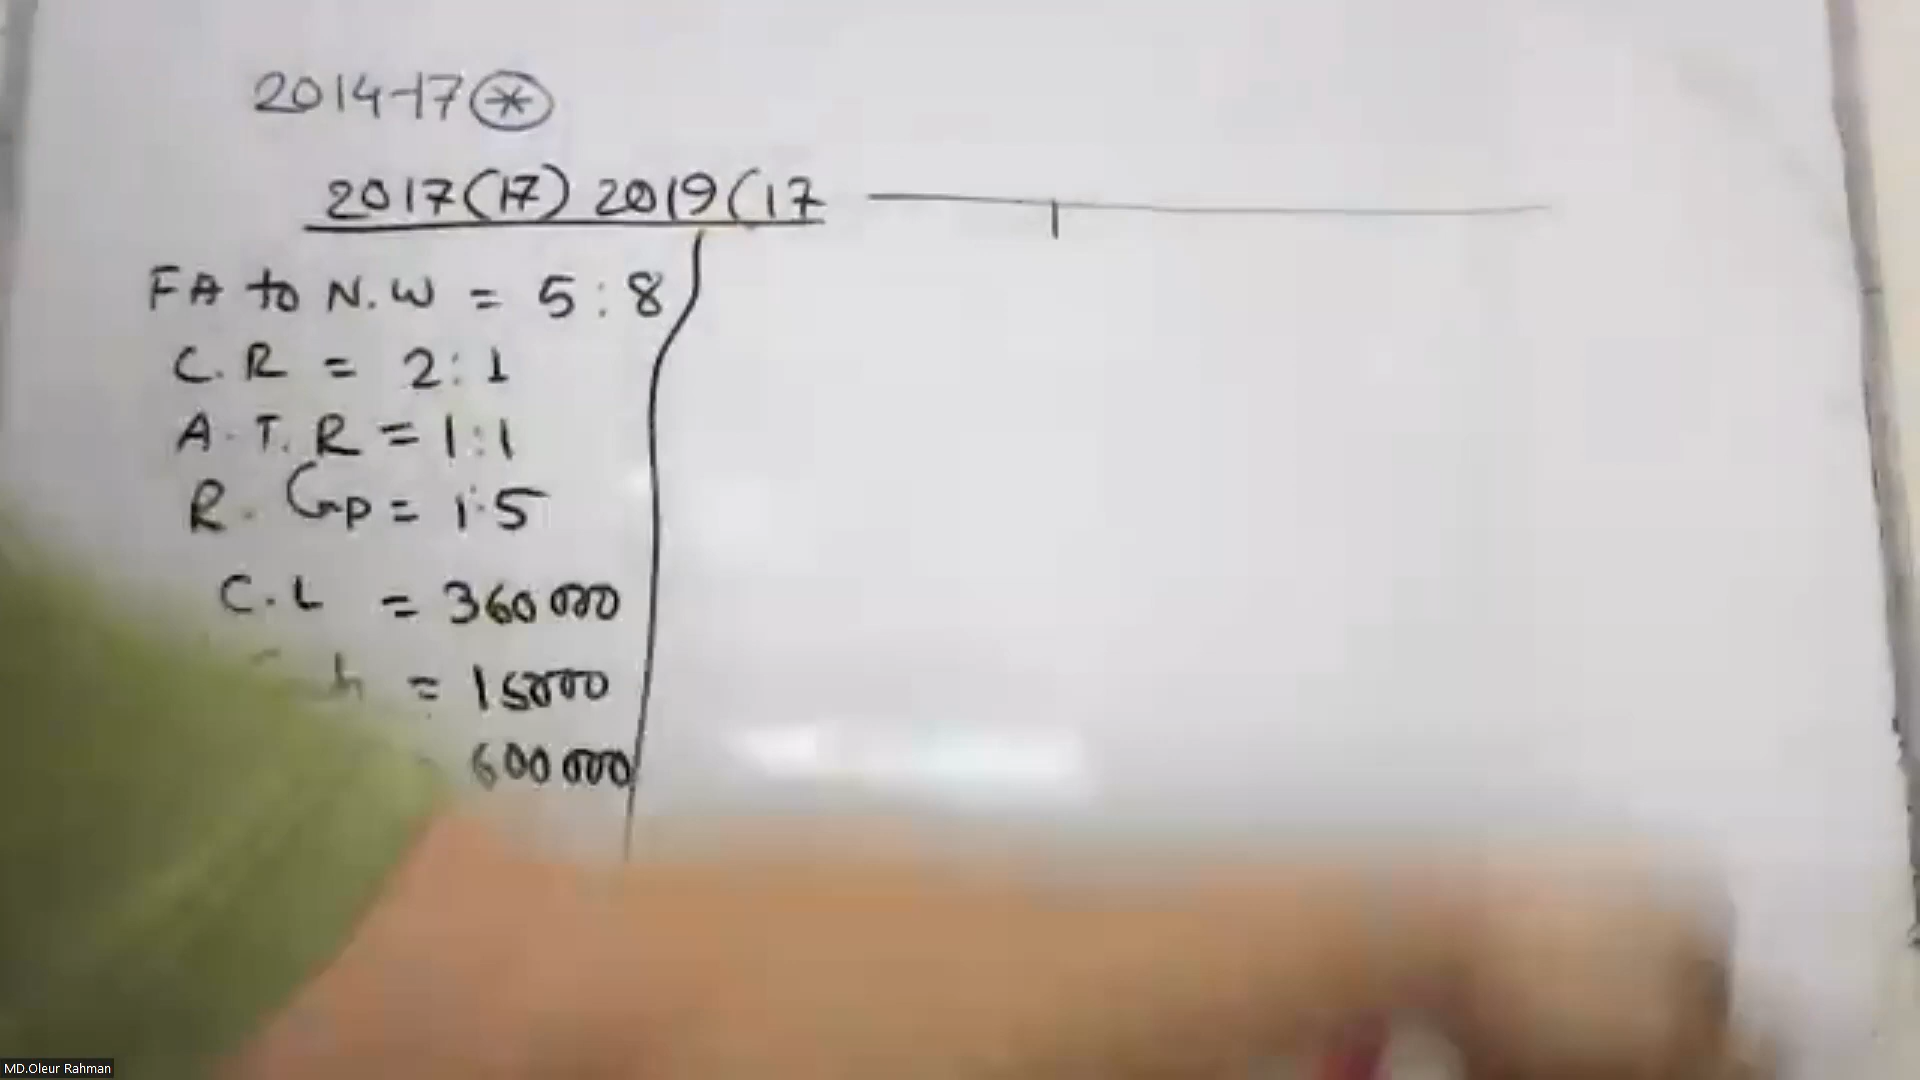 2014-17
2017(17) 2019(17
FA to N.W = 5:8
C.R = 2:1
A.T.R = 1:1
R. Cap = 1.5
C.L = 360000
= 15000
600000
MD.Oleur Rahman